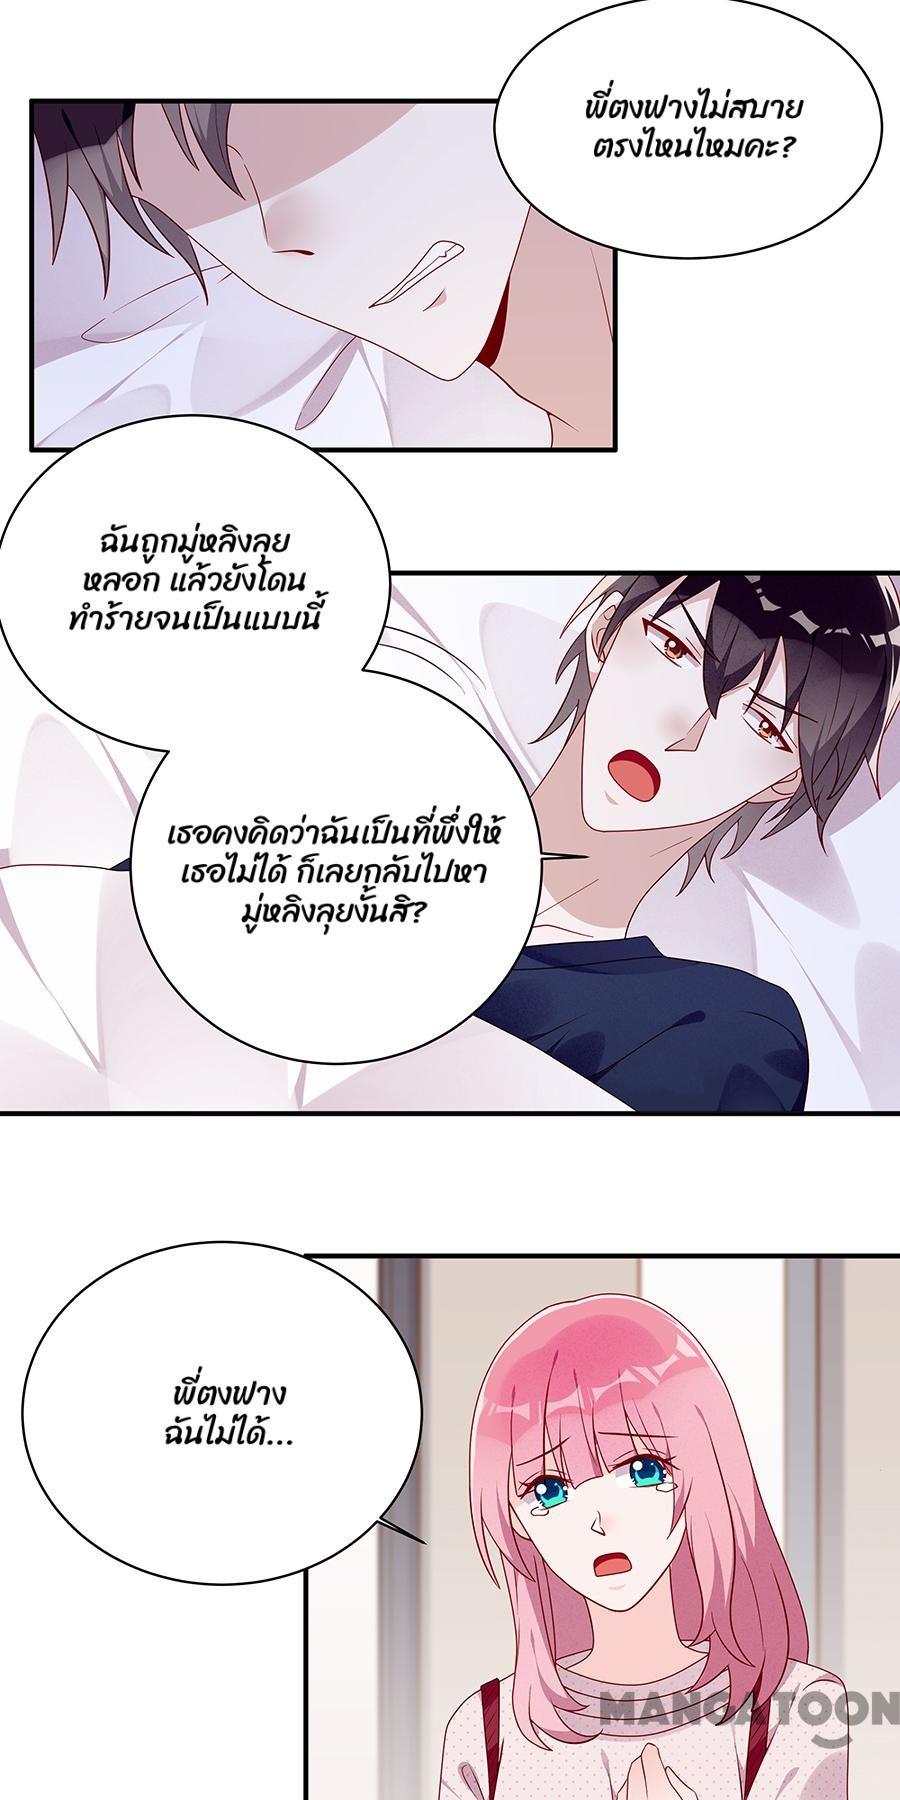 พี่ตงฟางไม่สบาย
ตรงไหนไหมคะ?
ฉันถูกมู่หลิงลุย
หลอก แล้วยังโดน
ทำร้ายจนเป็นแบบนี้
เธอคงคิดว่าฉันเป็นที่พึ่งให้
เธอไม่ได้ ก็เลยกลับไปหา
มู่หลิงลุยงั้นสิ?
พี่ตงฟาง
ฉันไม่ได้...
MANGATOON